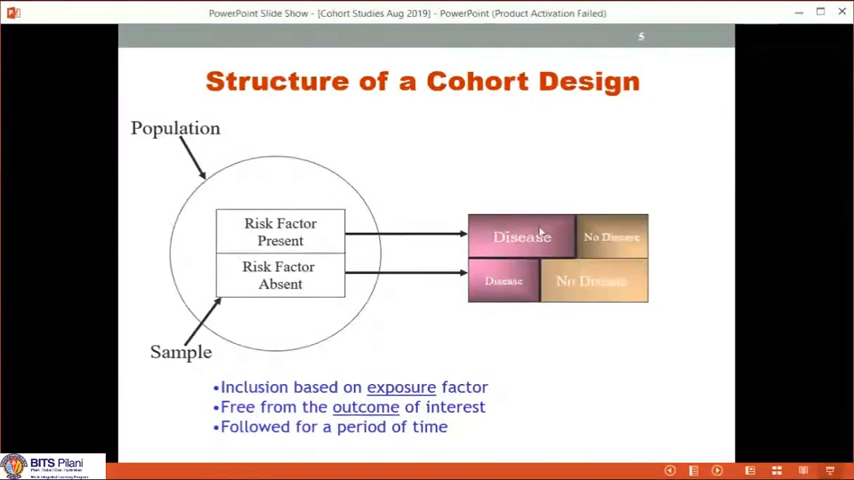 PowerPoint Slide Show - [Cohort Studies Aug 2019] - PowerPoint (Product Activation Failed)
5
Structure of a Cohort Design
Population
Risk Factor
Present
Risk Factor
Absent
Disease
No Disease
Disease
No Disease
Sample
•Inclusion based on exposure factor
•Free from the outcome of interest
•Followed for a period of time
BITS Pilani